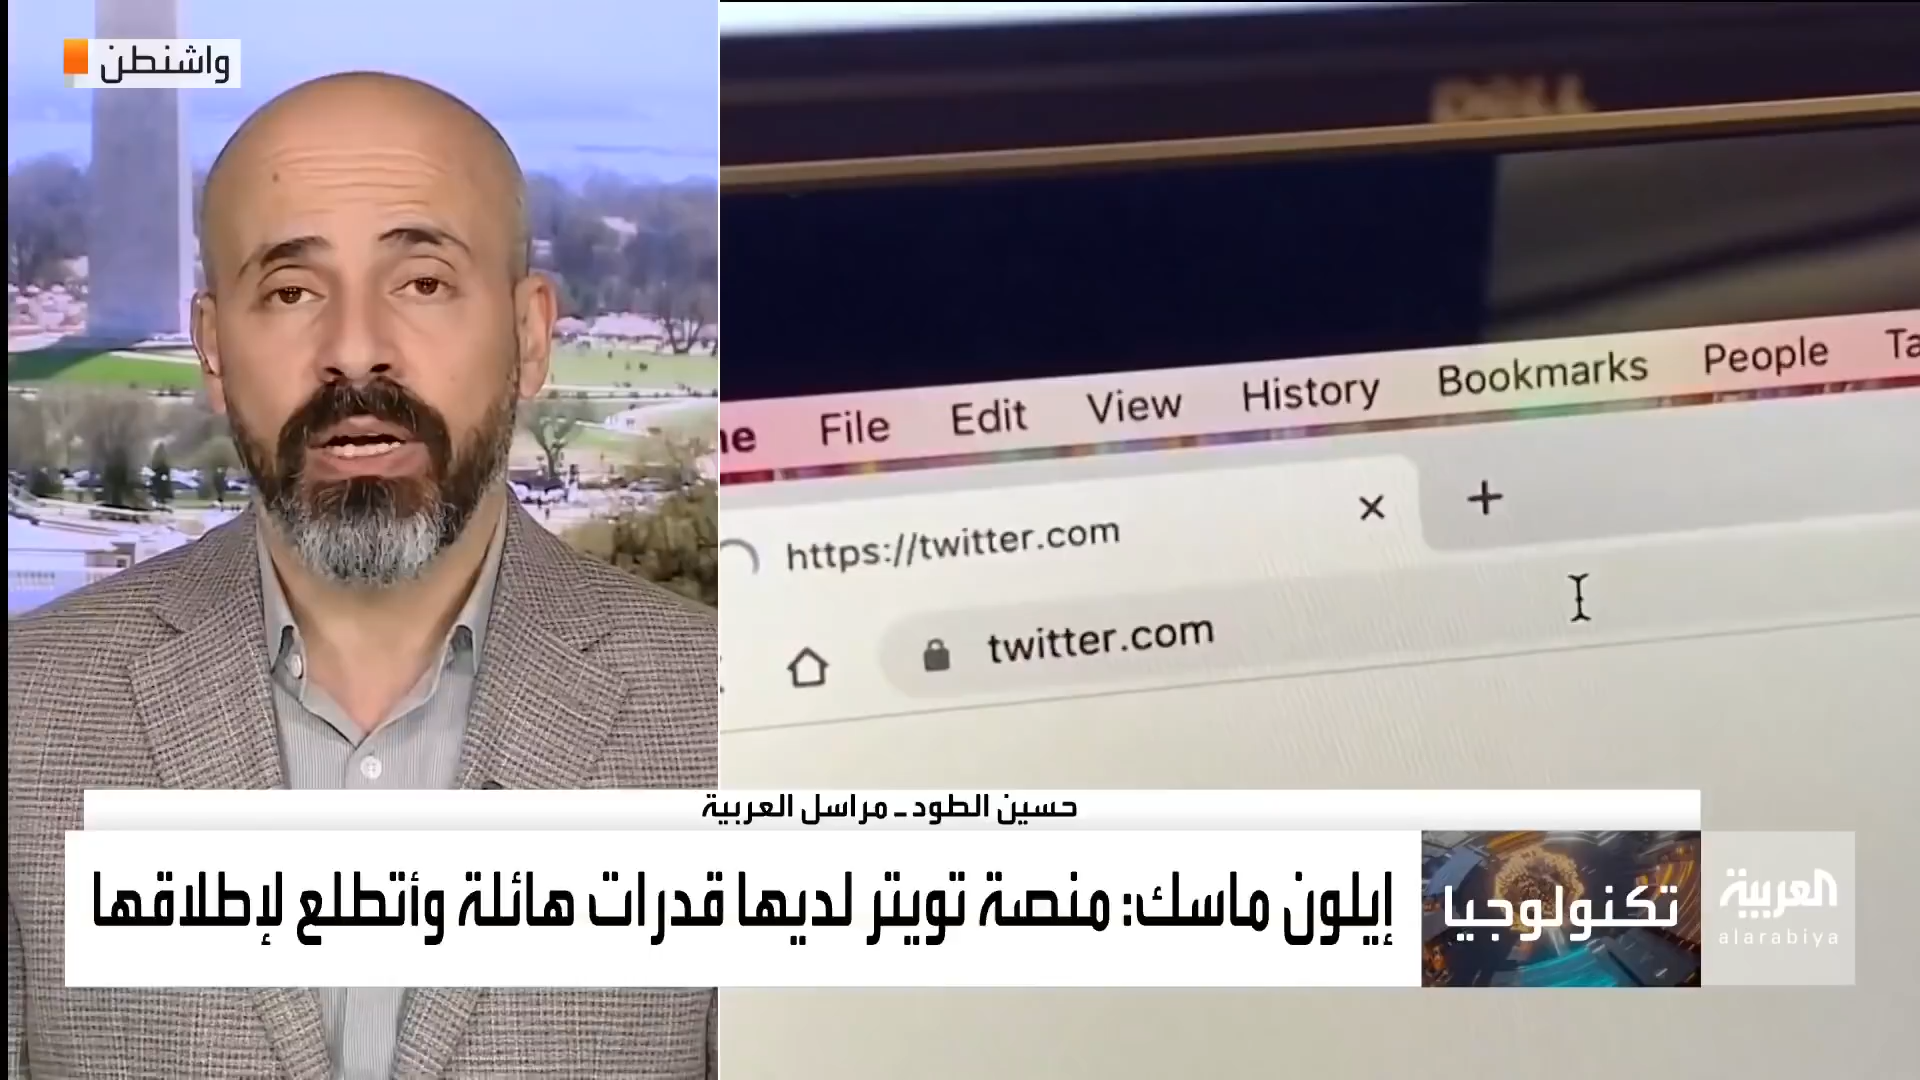 واشنطن
DELL
File Edit View History Bookmarks People
https://twitter.com
twitter.com
حسين الطود - مراسل العربية
إيلون ماسك: منصة تويتر لديها قدرات هائلة وأتطلع لإطلاقها
تكنولوجيا
العربية
alarabiya